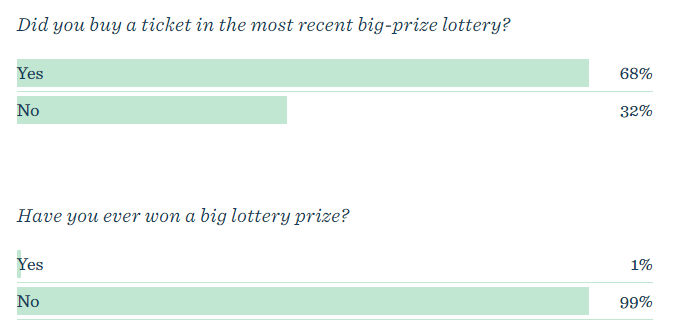 Did you buy a ticket in the most recent big-prize lottery?
Yes 68%
No 32%
Have you ever won a big lottery prize?
Yes 1%
No 99%